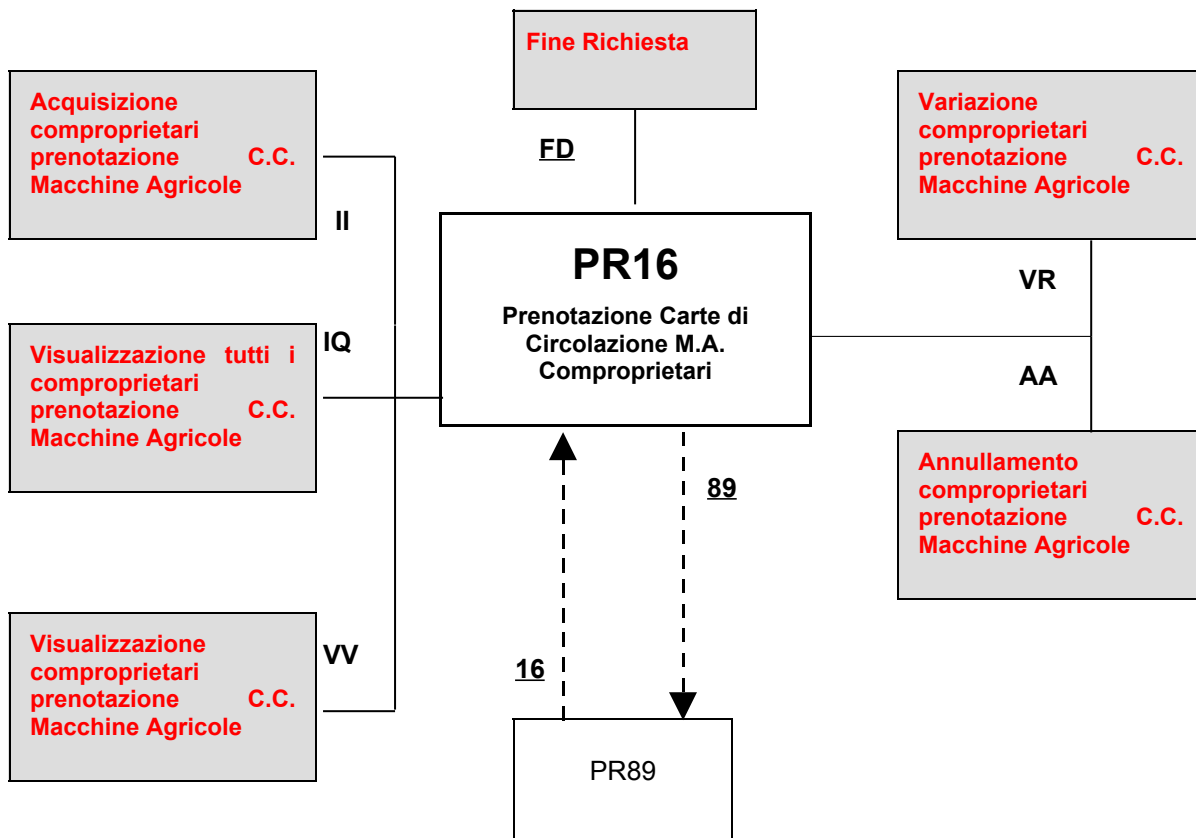 Fine Richiesta
Acquisizione
comproprietari
prenotazione C.C.
Macchine Agricole
Variazione
comproprietari
prenotazione C.C.
Macchine Agricole
FD
II
PR16
Prenotazione Carte di
Circolazione M.A.
Comproprietari
VR
IQ
Visualizzazione tutti i
comproprietari
prenotazione C.C.
Macchine Agricole
AA
Annullamento
comproprietari
prenotazione C.C.
Macchine Agricole
89
Visualizzazione
comproprietari
prenotazione C.C.
Macchine Agricole
VV
16
PR89